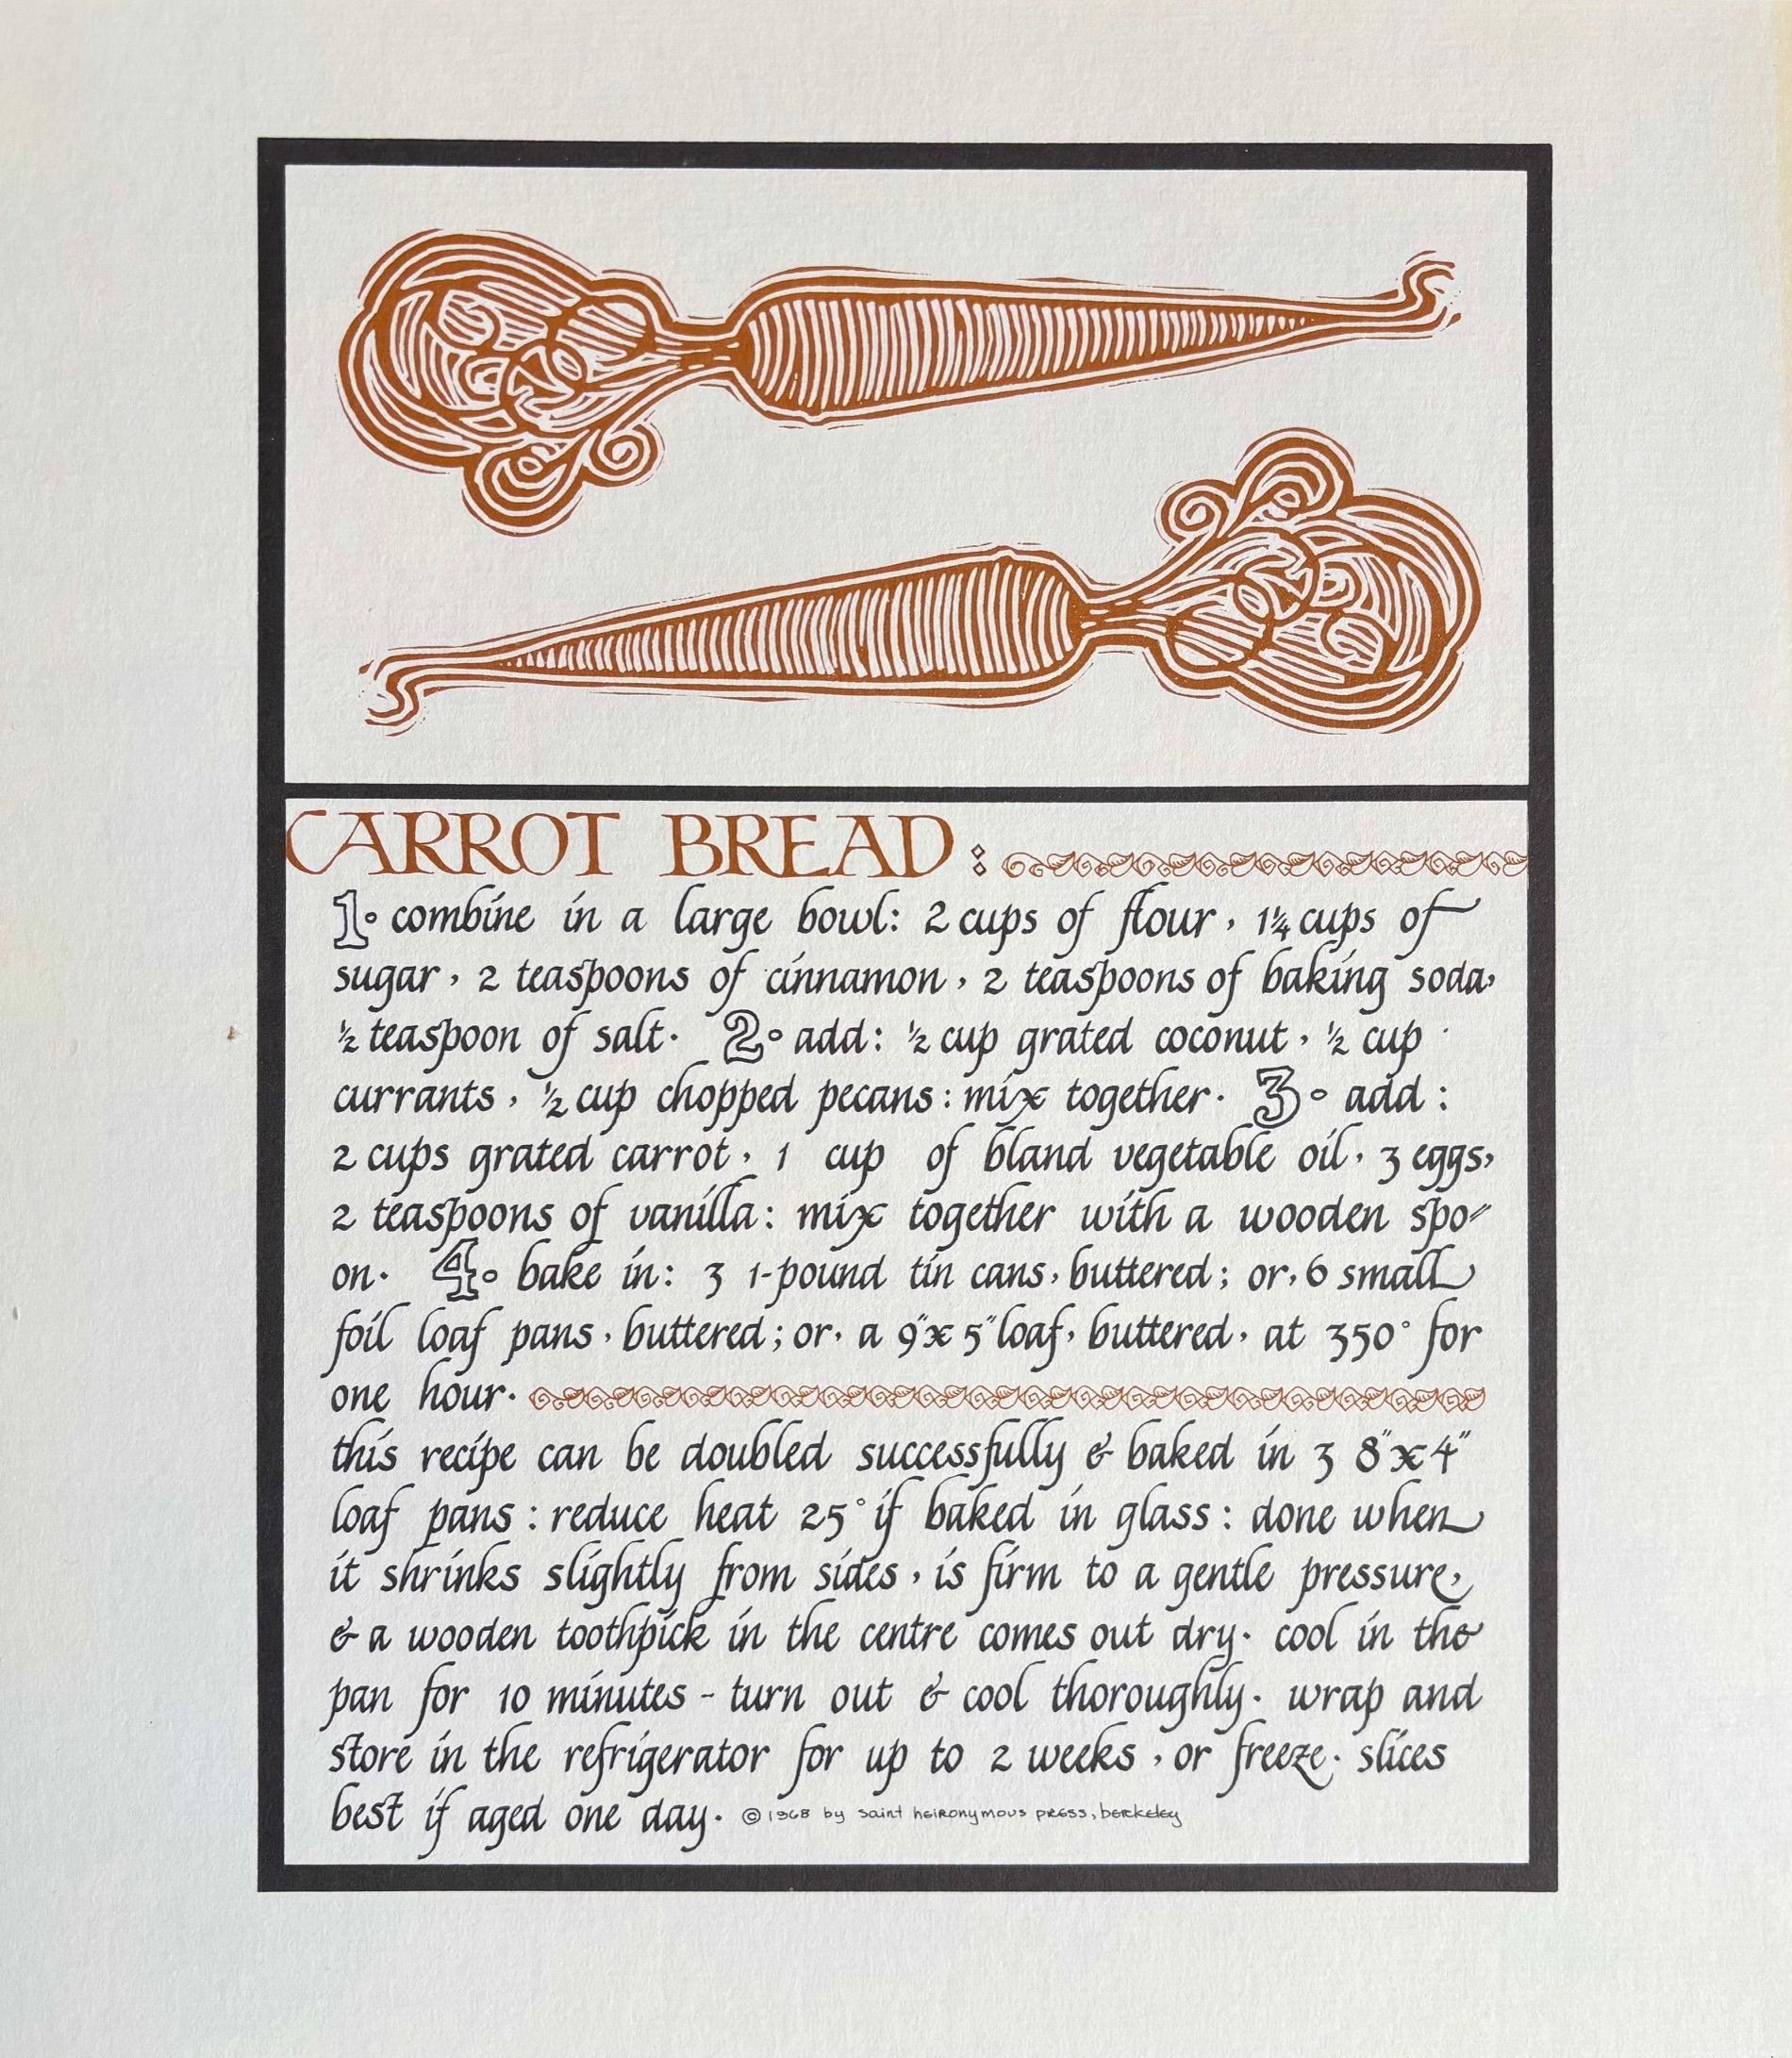 CARROT BREAD:
1. combine in a large bowl: 2 cups of flour, 1¼ cups of
sugar, 2 teaspoons of cinnamon, 2 teaspoons of baking soda,
½ teaspoon of salt. 2. add: ½ cup grated coconut, ½ cup
currants, ½ cup chopped pecans: mix together. 3. add:
2 cups grated carrot, 1 cup of bland vegetable oil, 3 eggs,
2 teaspoons of vanilla: mix together with a wooden spo=
on. 4. bake in: 3 1-pound tin cans, buttered; or, 6 small
foil loaf pans, buttered; or, a 9"x5" loaf, buttered, at 350° for
one hour.
this recipe can be doubled successfully & baked in 3 8"x4"
loaf pans: reduce heat 25° if baked in glass: done when
it shrinks slightly from sides, is firm to a gentle pressure,
& a wooden toothpick in the centre comes out dry. cool in the
pan for 10 minutes - turn out & cool thoroughly. wrap and
store in the refrigerator for up to 2 weeks, or freeze. slices
best if aged one day. © 1968 by saint heironymous press, berkeley